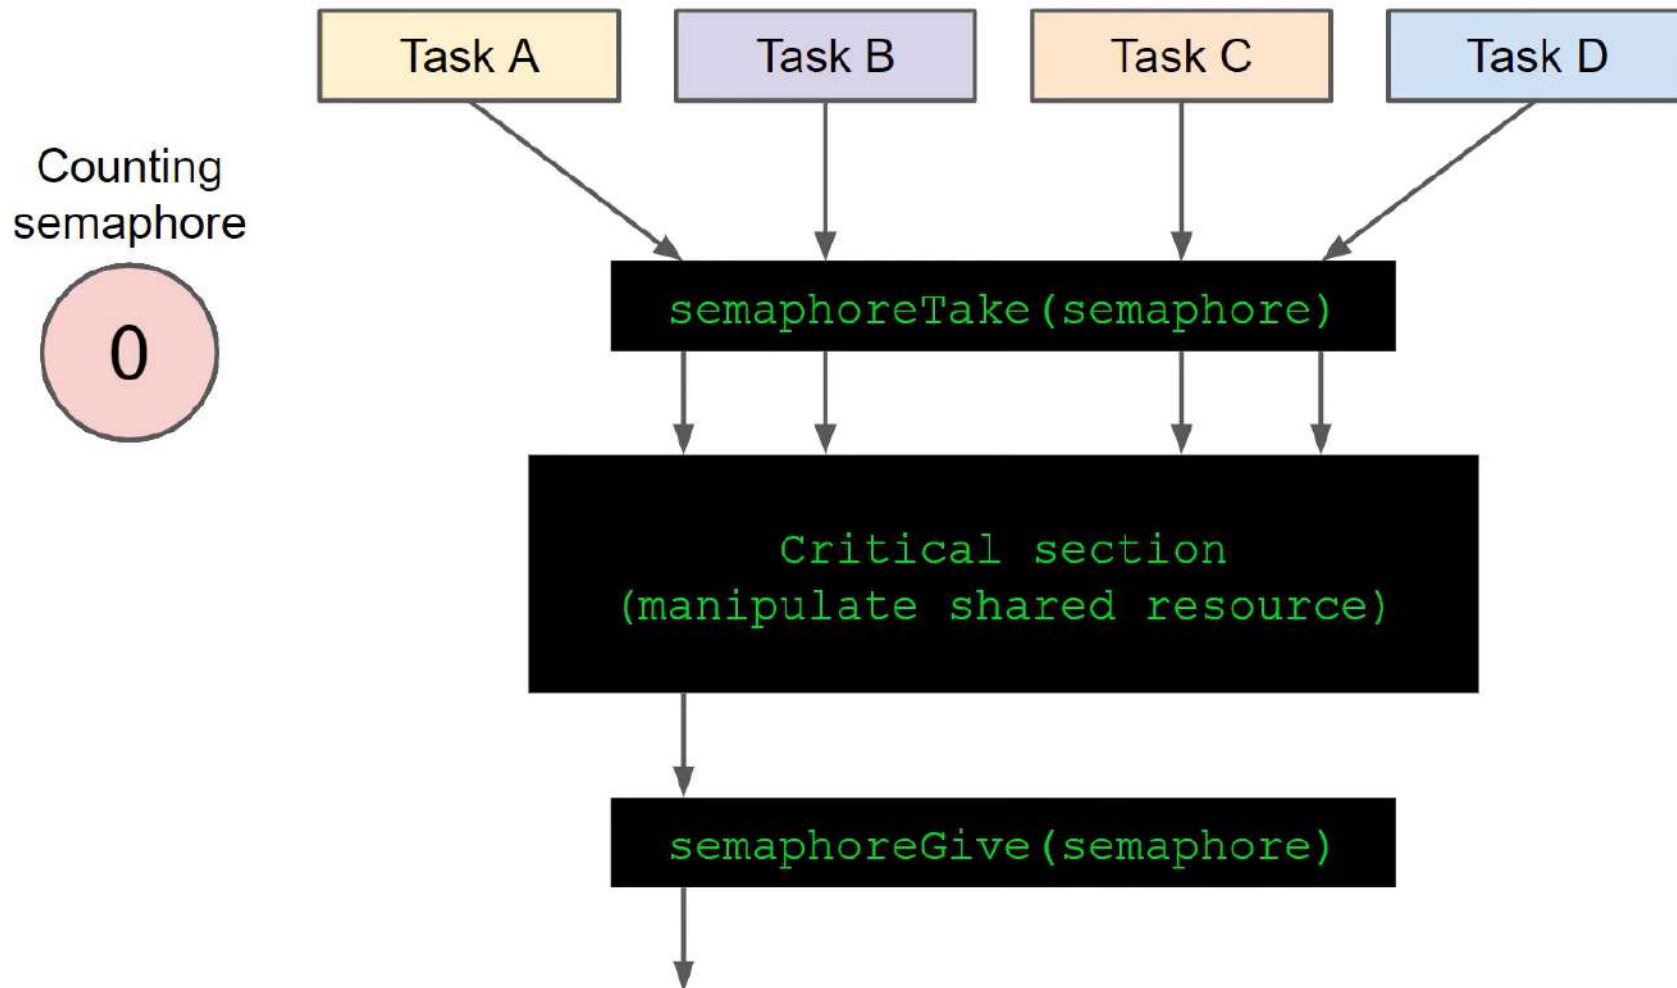 Task A
Task B
Task C
Task D
Counting
semaphore
0
semaphoreTake(semaphore)
Critical section
(manipulate shared resource)
semaphoreGive(semaphore)